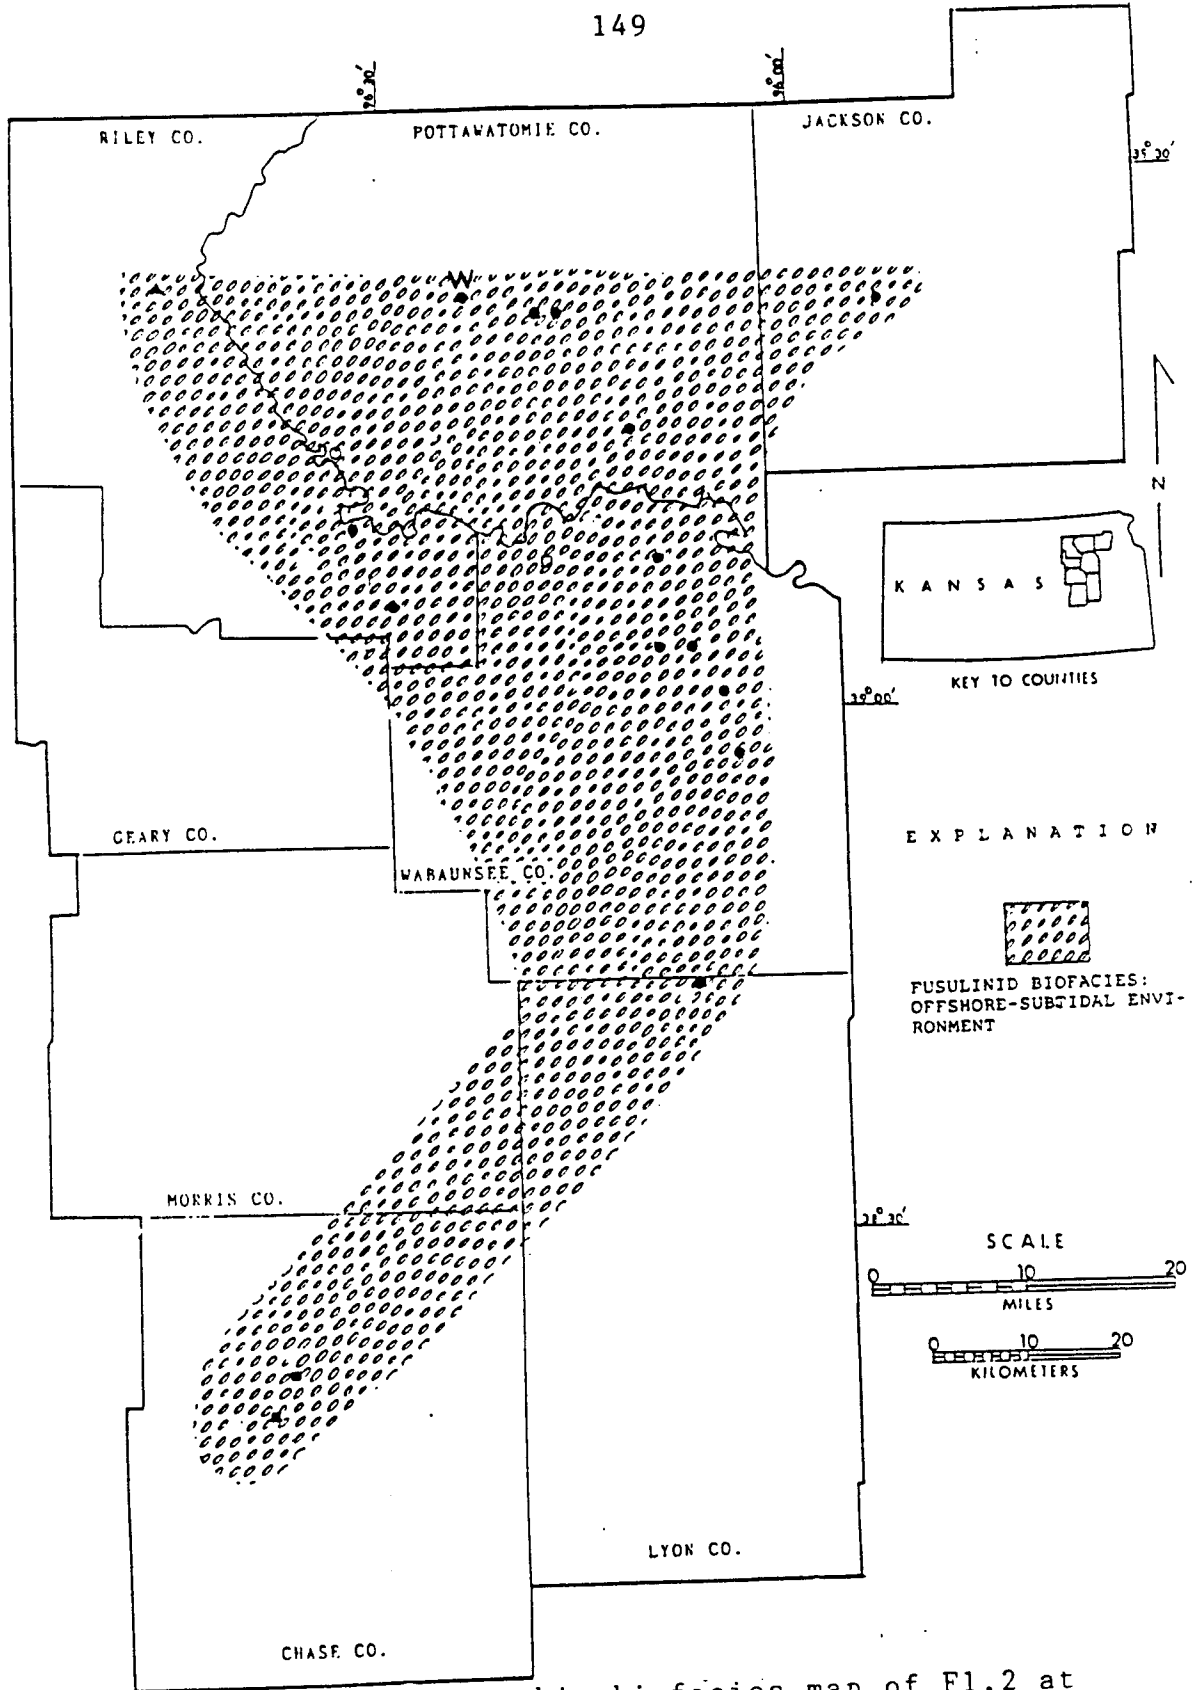 149
96°30'
96°00'
RILEY CO.
POTTAWATOMIE CO.
JACKSON CO.
39°30'
W
N
KANSAS
KEY TO COUNTIES
39°00'
GEARY CO.
EXPLANATION
WABAUNSEE CO.
FUSULINID BIOFACIES:
OFFSHORE-SUBTIDAL ENVI-
RONMENT
MORRIS CO.
38°30'
SCALE
0 10 20
MILES
0 10 20
KILOMETERS
LYON CO.
CHASE CO.
map of F1.2 at